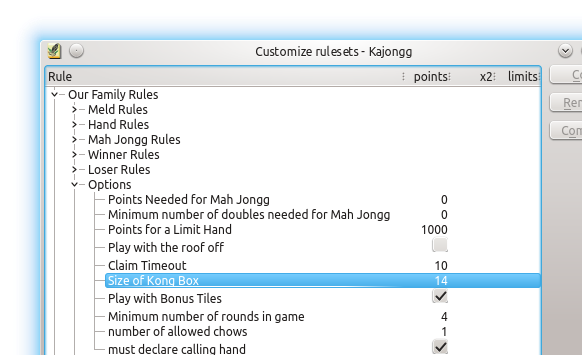 Customize rulesets - Kajongg
Rule points x2 limits
Our Family Rules
Meld Rules
Hand Rules
Mah Jongg Rules
Winner Rules
Loser Rules
Options
Points Needed for Mah Jongg 0
Minimum number of doubles needed for Mah Jongg 0
Points for a Limit Hand 1000
Play with the roof off
Claim Timeout 10
Size of Kong Box 14
Play with Bonus Tiles
Minimum number of rounds in game 4
number of allowed chows 1
must declare calling hand